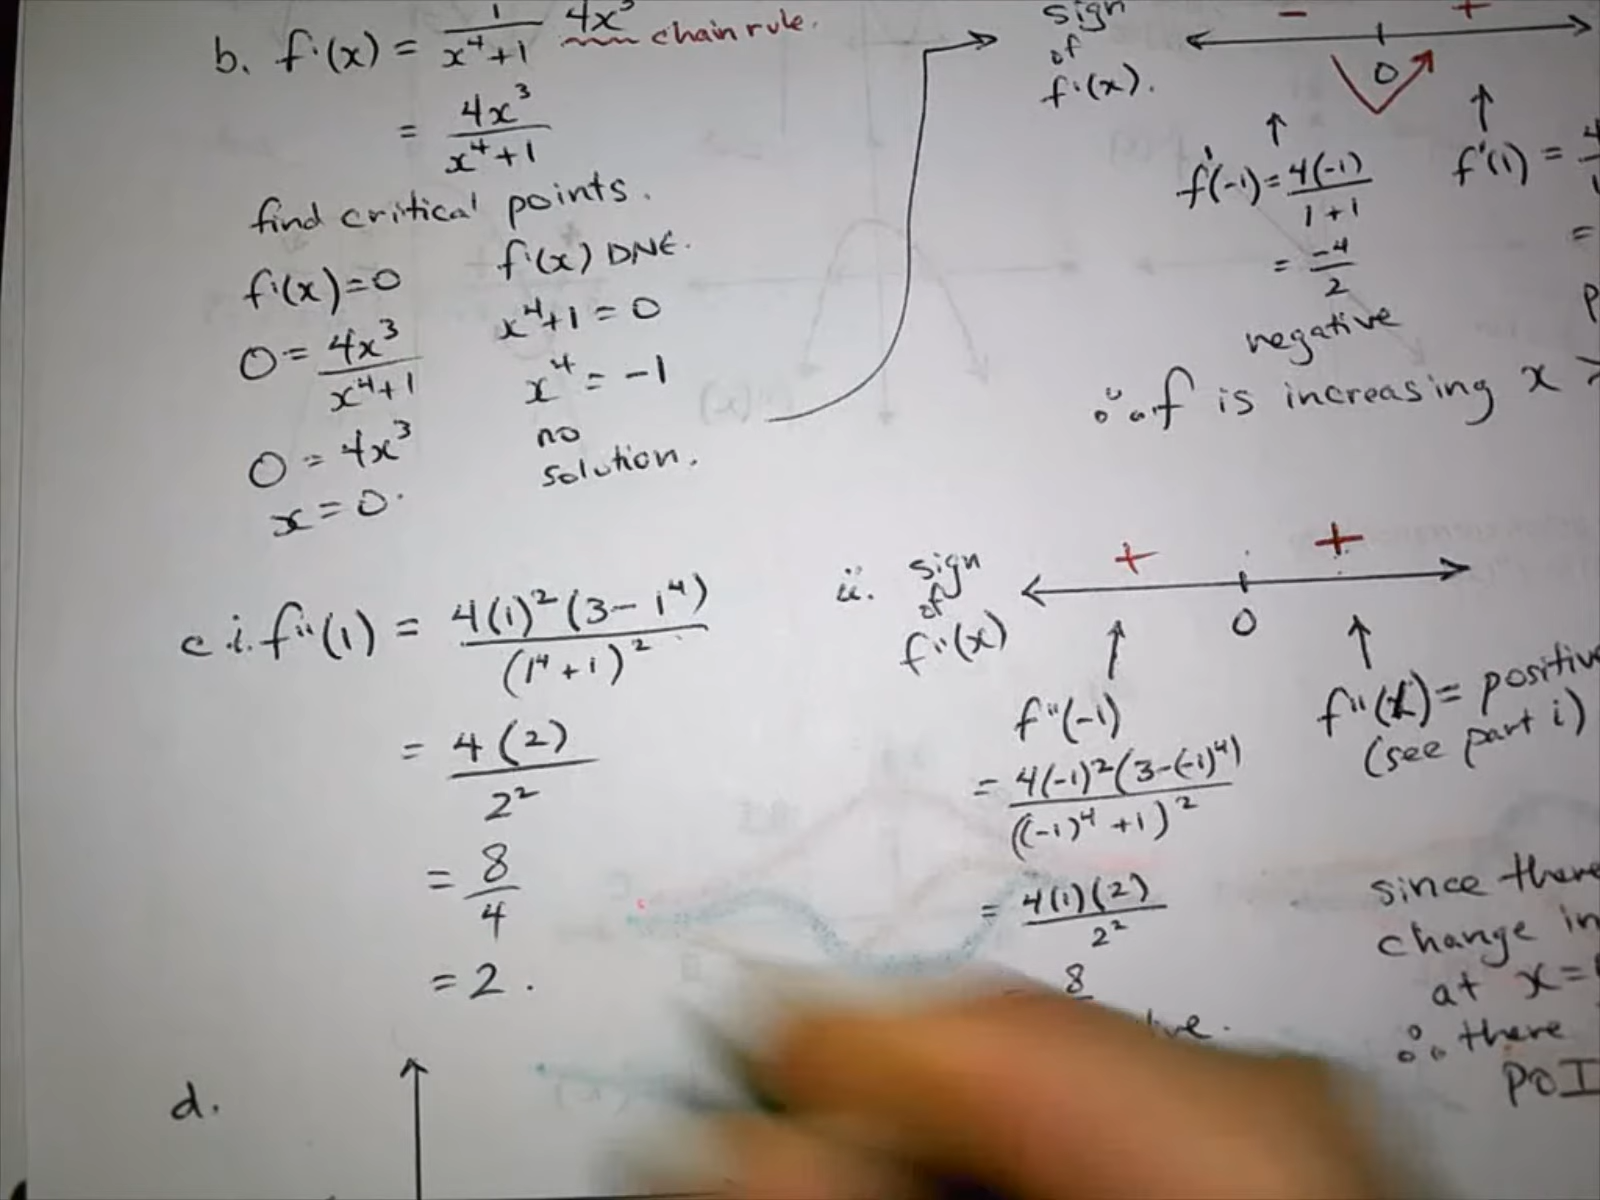 b. f'(x) = 1/(x⁴+1) 4x³ chain rule.
= 4x³/(x⁴+1)
find critical points.
f'(x)=0
0 = 4x³/(x⁴+1)
0 = 4x³
x = 0.
f'(x) DNE.
x⁴+1 = 0
x⁴ = -1
no
solution.
sign
of
f'(x).
- +
0
f'(-1) = 4(-1)/(1+1)
= -4/2
negative
f'(1) = 4
=
∴ f is increasing x >
c.i. f''(1) = 4(1)²(3-1⁴)/(1⁴+1)²
= 4(2)/2²
= 8/4
= 2.
ii. sign
of
f''(x)
+ +
0
f''(-1)
= 4(-1)²(3-(-1)⁴)/((-1)⁴+1)²
= 4(1)(2)/2²
8
f''(1) = positive
(see part i)
since there
change in
at x =
∴ there
POI
d.